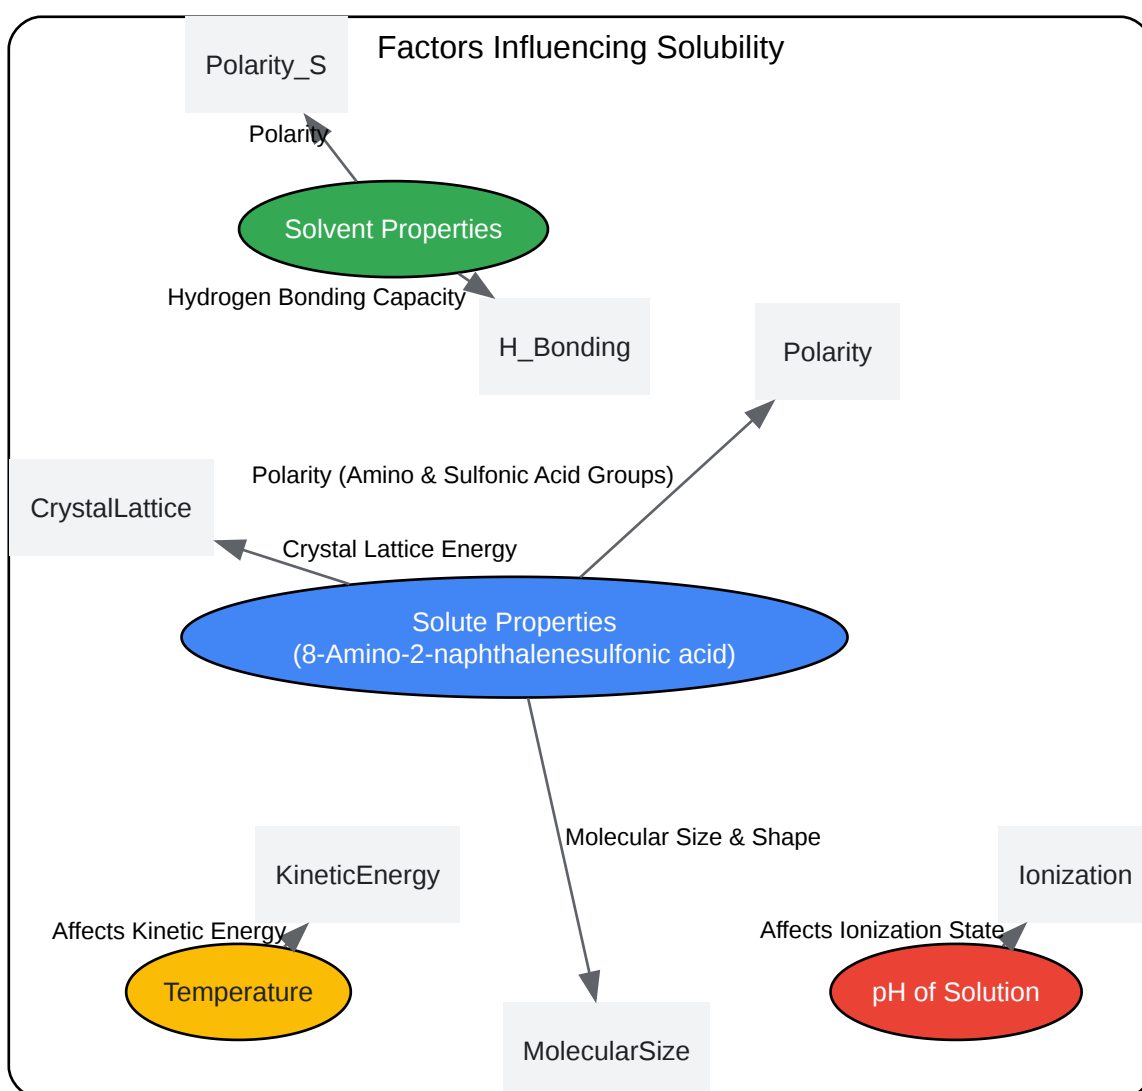 Factors Influencing Solubility
Polarity_S
Polarity
Solvent Properties
Hydrogen Bonding Capacity
H_Bonding
Polarity
Polarity (Amino & Sulfonic Acid Groups)
CrystalLattice
Crystal Lattice Energy
Solute Properties
(8-Amino-2-naphthalenesulfonic acid)
Molecular Size & Shape
KineticEnergy
Ionization
Affects Kinetic Energy
Affects Ionization State
Temperature
pH of Solution
MolecularSize